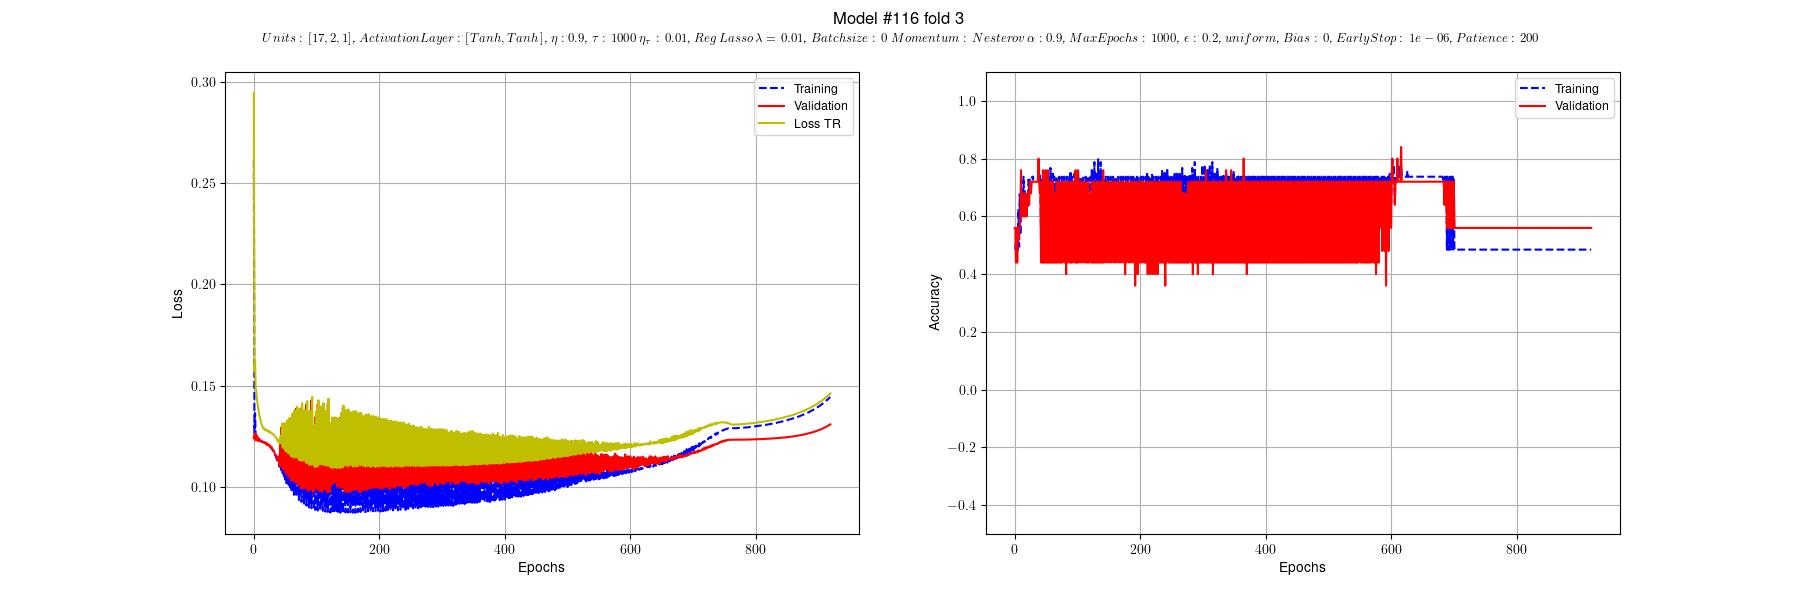 Model #116 fold 3
Units : [17, 2, 1], ActivationLayer : [Tanh, Tanh], η : 0.9, τ : 1000 η_τ : 0.01, Reg Lasso λ = 0.01, Batchsize : 0 Momentum : Nesterov α : 0.9, MaxEpochs : 1000, ϵ : 0.2, uniform, Bias : 0, EarlyStop : 1e − 06, Patience : 200
0.30
0.25
0.20
0.15
0.10
Loss
0
200
400
600
800
Epochs
Training
Validation
Loss TR
1.0
0.8
0.6
0.4
0.2
0.0
−0.2
−0.4
Accuracy
0
200
400
600
800
Epochs
Training
Validation